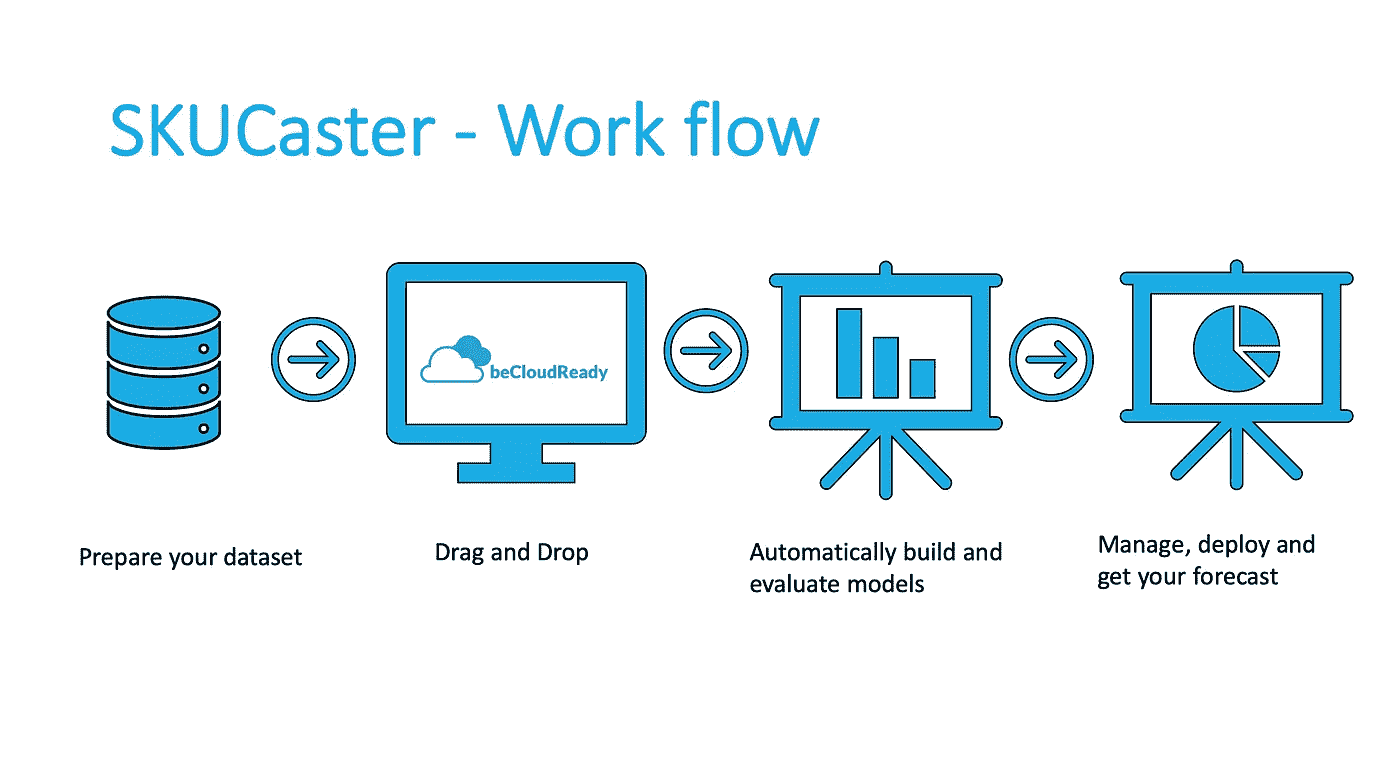 SKUCaster - Work flow
beCloudReady
Prepare your dataset
Drag and Drop
Automatically build and
evaluate models
Manage, deploy and
get your forecast